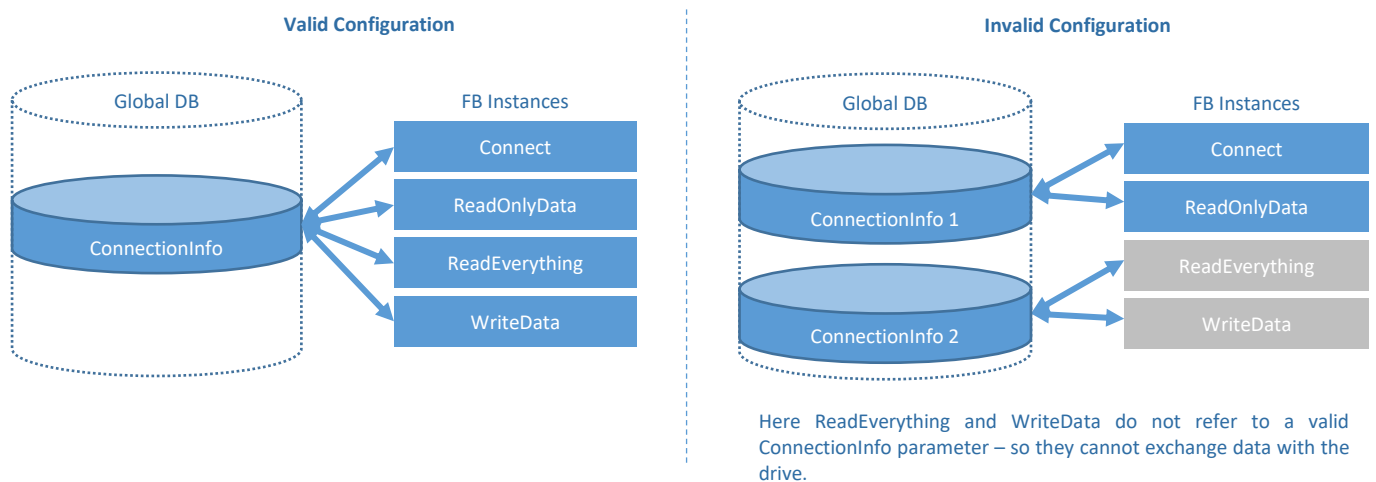 Valid Configuration
Global DB
FB Instances
Connect
ReadOnlyData
ConnectionInfo
ReadEverything
WriteData
Invalid Configuration
Global DB
FB Instances
Connect
ReadOnlyData
ConnectionInfo 1
ReadEverything
WriteData
ConnectionInfo 2
Here ReadEverything and WriteData do not refer to a valid
ConnectionInfo parameter – so they cannot exchange data with the
drive.